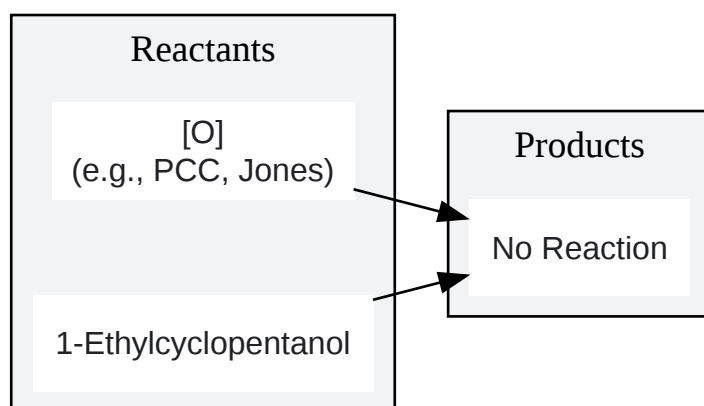 Reactants
[O]
(e.g., PCC, Jones)
1-Ethylcyclopentanol
Products
No Reaction